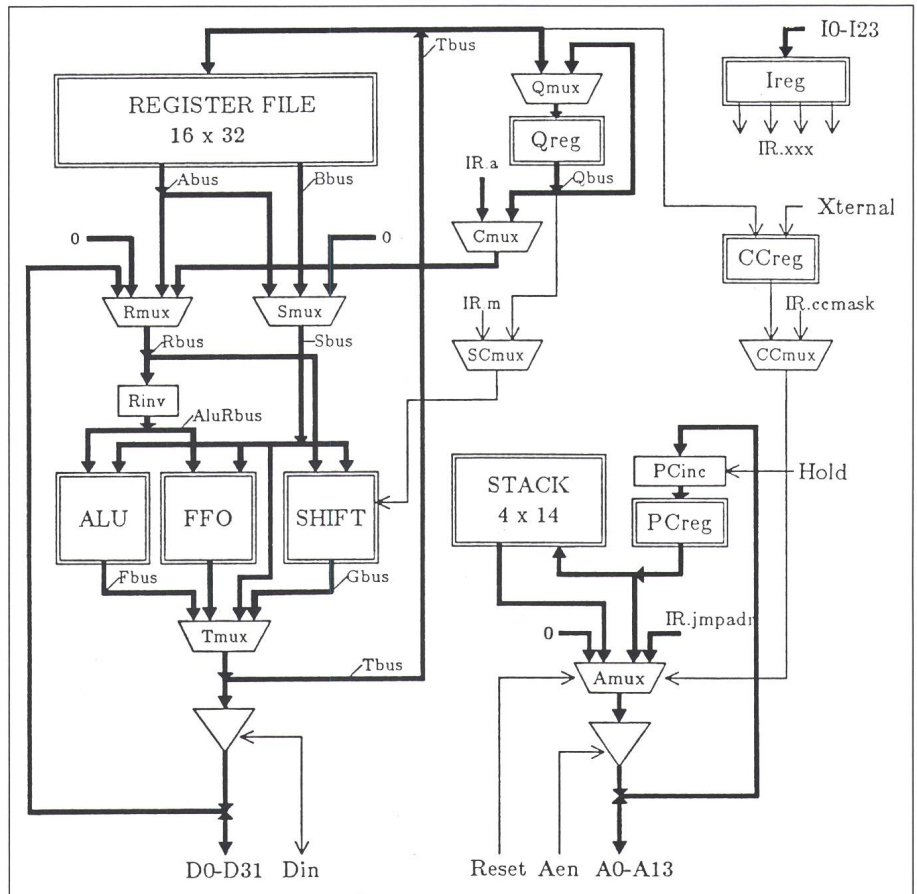 I0-I23
Tbus
Qmux
Ireg
REGISTER FILE
16 x 32
Qreg
IR.xxx
IR.a
Abus
Bbus
Qbus
Xternal
0
0
Cmux
CCreg
Rmux
Smux
IR.m
IR.ccmask
Rbus
Sbus
SCmux
CCmux
Rinv
AluRbus
PCinc
Hold
ALU
FFO
SHIFT
STACK
4 x 14
PCreg
Fbus
Gbus
Tmux
0
IR.jmpadr
Tbus
Amux
D0-D31
Din
Reset
Aen
A0-A13